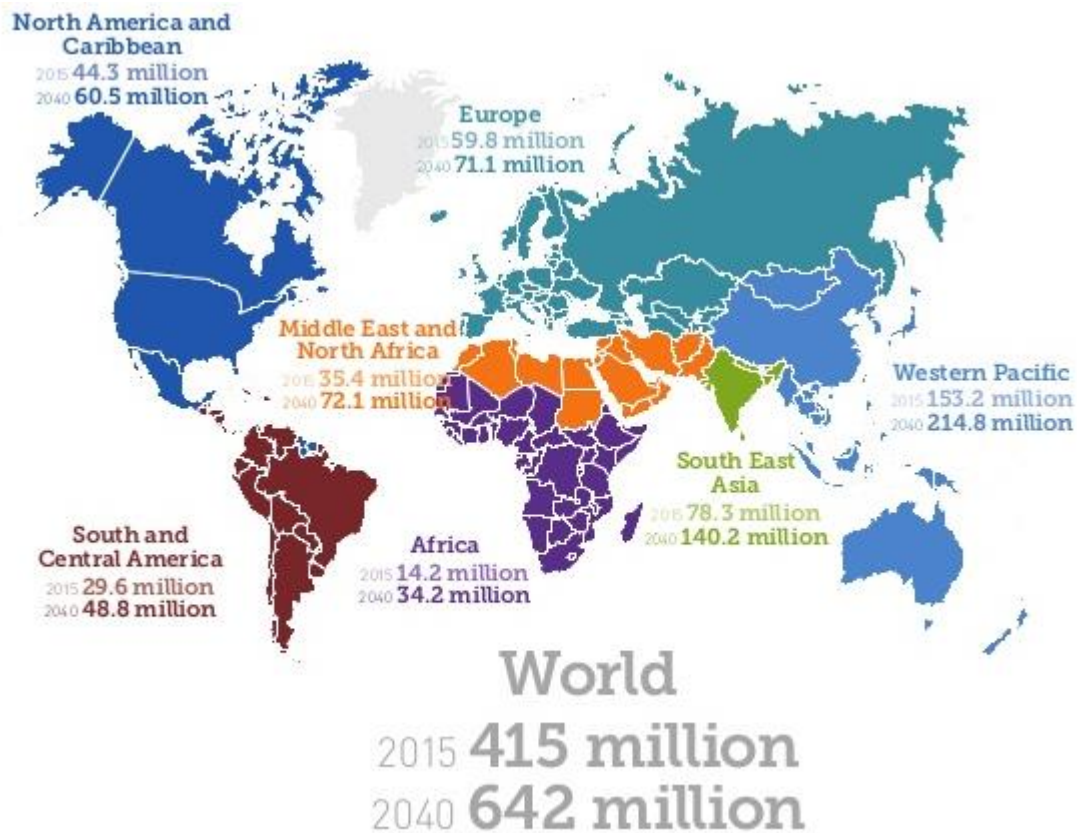 North America and
Caribbean
2015 44.3 million
2040 60.5 million
Europe
2015 59.8 million
2040 71.1 million
Middle East and
North Africa
2015 35.4 million
2040 72.1 million
Western Pacific
2015 153.2 million
2040 214.8 million
South East
Asia
2015 78.3 million
2040 140.2 million
South and
Central America
2015 29.6 million
2040 48.8 million
Africa
2015 14.2 million
2040 34.2 million
World
2015 415 million
2040 642 million